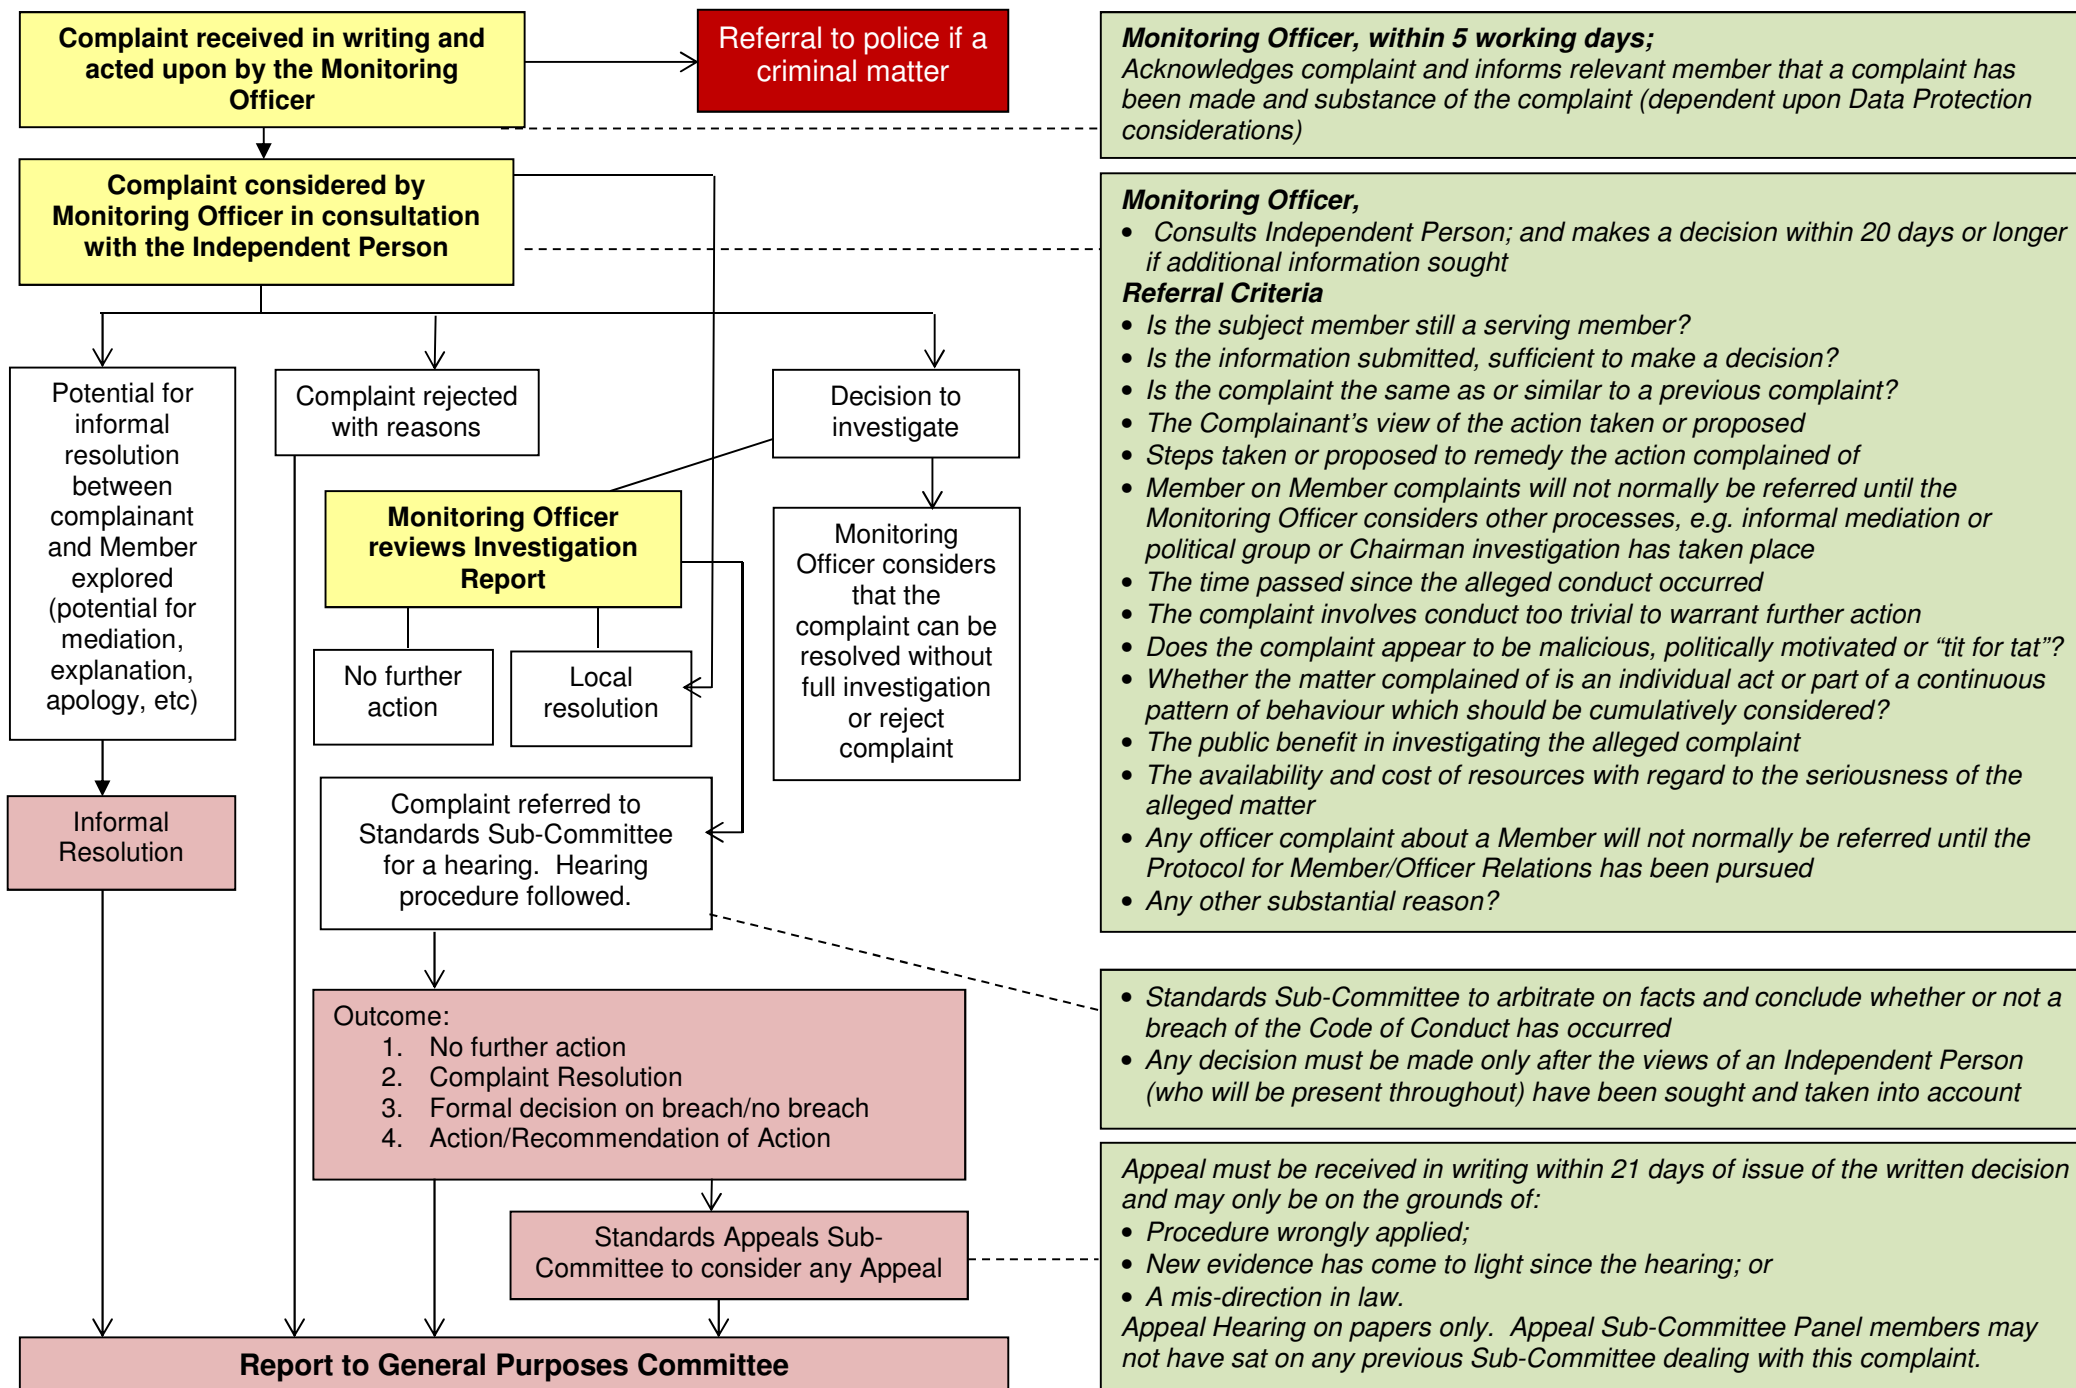 Complaint received in writing and
acted upon by the Monitoring
Officer
Referral to police if a
criminal matter
Monitoring Officer, within 5 working days;
Acknowledges complaint and informs relevant member that a complaint has
been made and substance of the complaint (dependent upon Data Protection
considerations)
Complaint considered by
Monitoring Officer in consultation
with the Independent Person
Monitoring Officer,
• Consults Independent Person; and makes a decision within 20 days or longer
if additional information sought
Referral Criteria
• Is the subject member still a serving member?
• Is the information submitted, sufficient to make a decision?
• Is the complaint the same as or similar to a previous complaint?
• The Complainant's view of the action taken or proposed
• Steps taken or proposed to remedy the action complained of
• Member on Member complaints will not normally be referred until the
Monitoring Officer considers other processes, e.g. informal mediation or
political group or Chairman investigation has taken place
• The time passed since the alleged conduct occurred
• The complaint involves conduct too trivial to warrant further action
• Does the complaint appear to be malicious, politically motivated or “tit for tat”?
• Whether the matter complained of is an individual act or part of a continuous
pattern of behaviour which should be cumulatively considered?
• The public benefit in investigating the alleged complaint
• The availability and cost of resources with regard to the seriousness of the
alleged matter
• Any officer complaint about a Member will not normally be referred until the
Protocol for Member/Officer Relations has been pursued
• Any other substantial reason?
Potential for
informal
resolution
between
complainant
and Member
explored
(potential for
mediation,
explanation,
apology, etc)
Complaint rejected
with reasons
Decision to
investigate
Monitoring Officer
reviews Investigation
Report
Monitoring
Officer considers
that the
complaint can be
resolved without
full investigation
or reject
complaint
No further
action
Local
resolution
Informal
Resolution
Complaint referred to
Standards Sub-Committee
for a hearing. Hearing
procedure followed.
Outcome:
1. No further action
2. Complaint Resolution
3. Formal decision on breach/no breach
4. Action/Recommendation of Action
• Standards Sub-Committee to arbitrate on facts and conclude whether or not a
breach of the Code of Conduct has occurred
• Any decision must be made only after the views of an Independent Person
(who will be present throughout) have been sought and taken into account
Standards Appeals Sub-
Committee to consider any Appeal
Appeal must be received in writing within 21 days of issue of the written decision
and may only be on the grounds of:
• Procedure wrongly applied;
• New evidence has come to light since the hearing; or
• A mis-direction in law.
Appeal Hearing on papers only. Appeal Sub-Committee Panel members may
not have sat on any previous Sub-Committee dealing with this complaint.
Report to General Purposes Committee